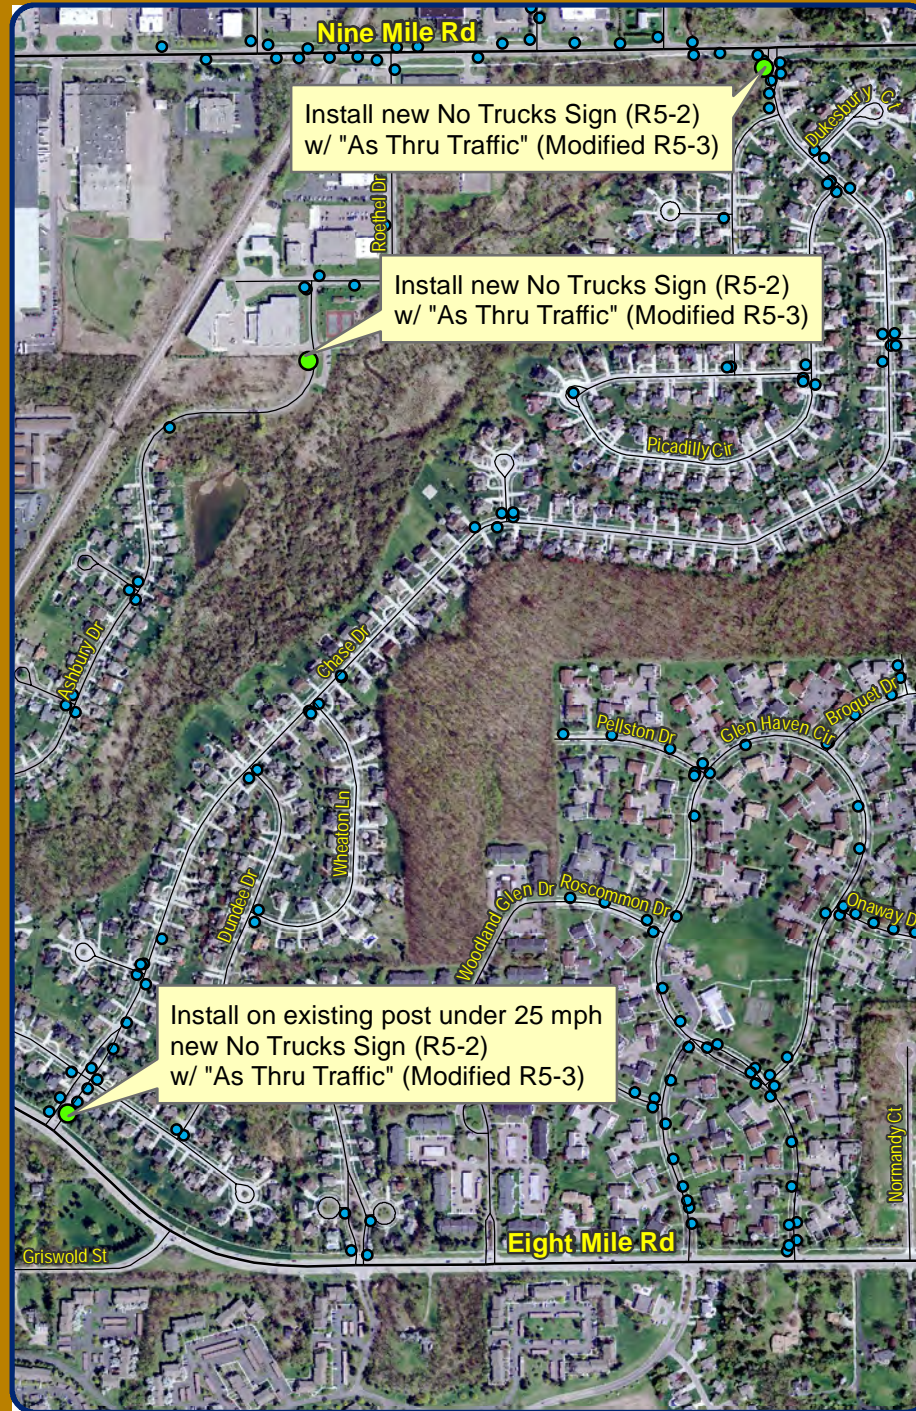 Nine Mile Rd
Install new No Trucks Sign (R5-2)
w/ "As Thru Traffic" (Modified R5-3)
Dukesbury Ct
Roethel Dr
Install new No Trucks Sign (R5-2)
w/ "As Thru Traffic" (Modified R5-3)
Picadilly Cir
Ashbury Dr
Chase Dr
Pellston Dr
Glen Haven Cir
Broquet Dr
Wheaton Ln
Dundee Dr
Woodland Glen Dr
Roscommon Dr
Onaway D
Install on existing post under 25 mph
new No Trucks Sign (R5-2)
w/ "As Thru Traffic" (Modified R5-3)
Normandy Ct
Eight Mile Rd
Griswold St